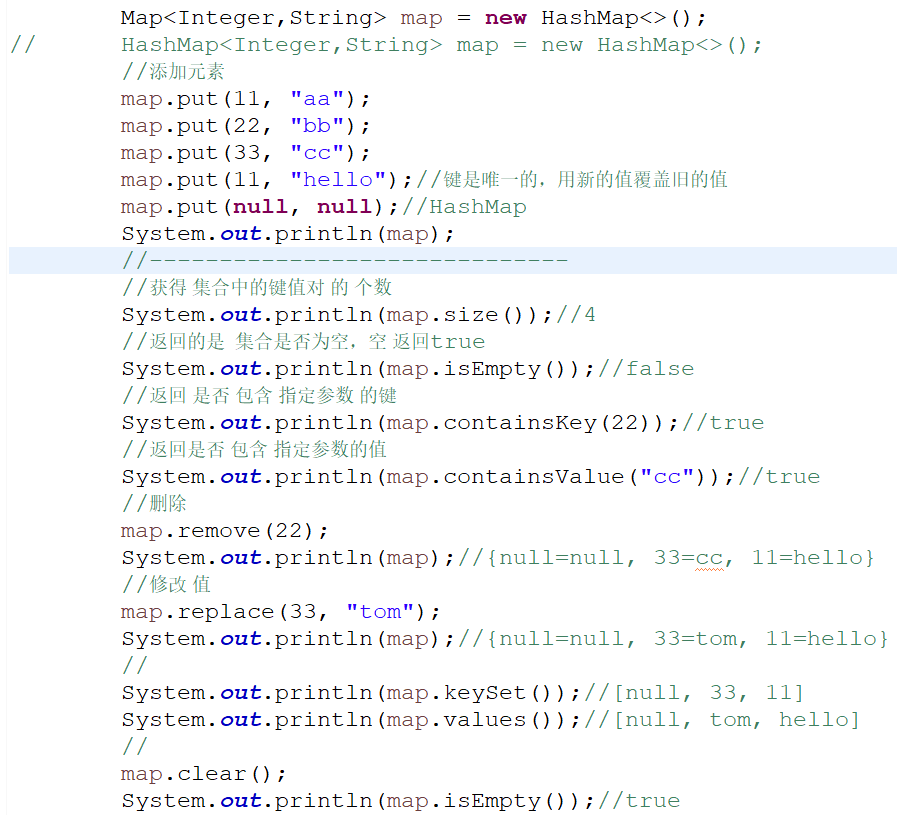 Map<Integer,String> map = new HashMap<>();
// HashMap<Integer,String> map = new HashMap<>();
//添加元素
map.put(11, "aa");
map.put(22, "bb");
map.put(33, "cc");
map.put(11, "hello");//键是唯一的，用新的值覆盖旧的值
map.put(null, null);//HashMap
System.out.println(map);
//------------------------------
//获得 集合中的键值对 的 个数
System.out.println(map.size());//4
//返回的是 集合是否为空，空 返回true
System.out.println(map.isEmpty());//false
//返回 是否 包含 指定参数 的键
System.out.println(map.containsKey(22));//true
//返回是否 包含 指定参数的值
System.out.println(map.containsValue("cc"));//true
//删除
map.remove(22);
System.out.println(map);//{null=null, 33=cc, 11=hello}
//修改 值
map.replace(33, "tom");
System.out.println(map);//{null=null, 33=tom, 11=hello}
//
System.out.println(map.keySet());//[null, 33, 11]
System.out.println(map.values());//[null, tom, hello]
//
map.clear();
System.out.println(map.isEmpty());//true